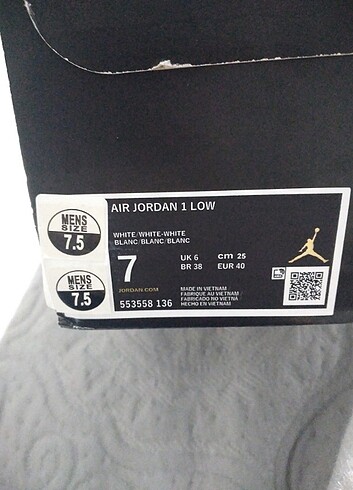 MENS
SIZE
7.5
MENS
SIZE
7.5
AIR JORDAN 1 LOW
WHITE/WHITE-WHITE
BLANC/BLANC/BLANC
7
UK 6 cm 25
BR 38 EUR 40
JORDAN.COM
553558 136
MADE IN VIETNAM
FABRIQUE AU VIETNAM
FABRICADO NO VIETNA
HECHO EN VIETNAM